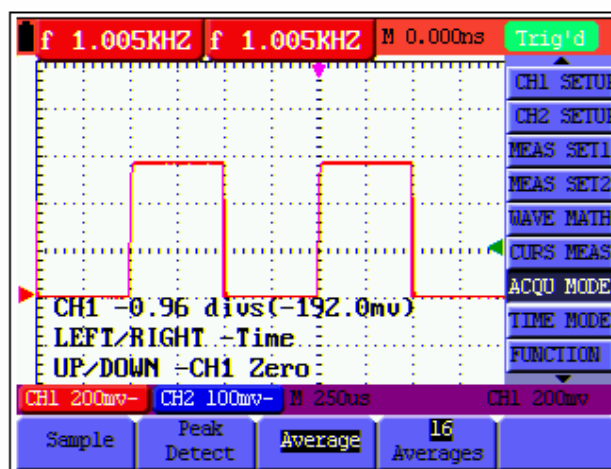 f 1.005KHZ f 1.005KHZ M 0.000ns Trig'd
CH1 SETUP
CH2 SETUP
MEAS SET1
MEAS SET2
WAVE MATH
CURS MEAS
ACQU MODE
TIME MODE
FUNCTION
CH1 -0.96 divs(-192.0mv)
LEFT/RIGHT -Time
UP/DOWN -CH1 Zero
CH1 200mv- CH2 100mv- M 250us CH1 200mv
Sample
Peak
Detect
Average
16
Averages